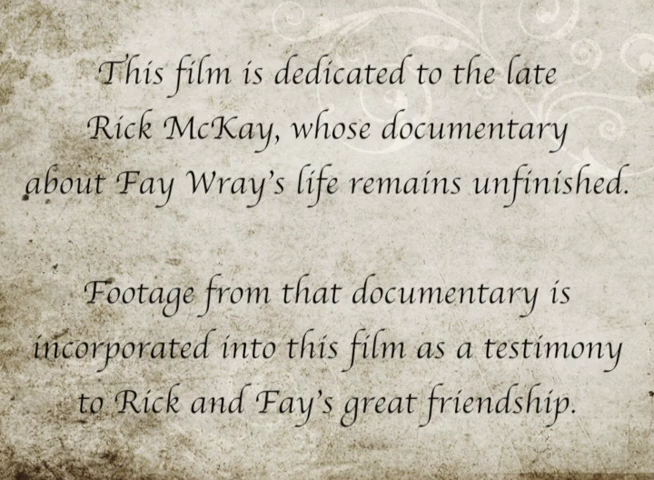 This film is dedicated to the late
Rick McKay, whose documentary
about Fay Wray's life remains unfinished.
Footage from that documentary is
incorporated into this film as a testimony
to Rick and Fay's great friendship.